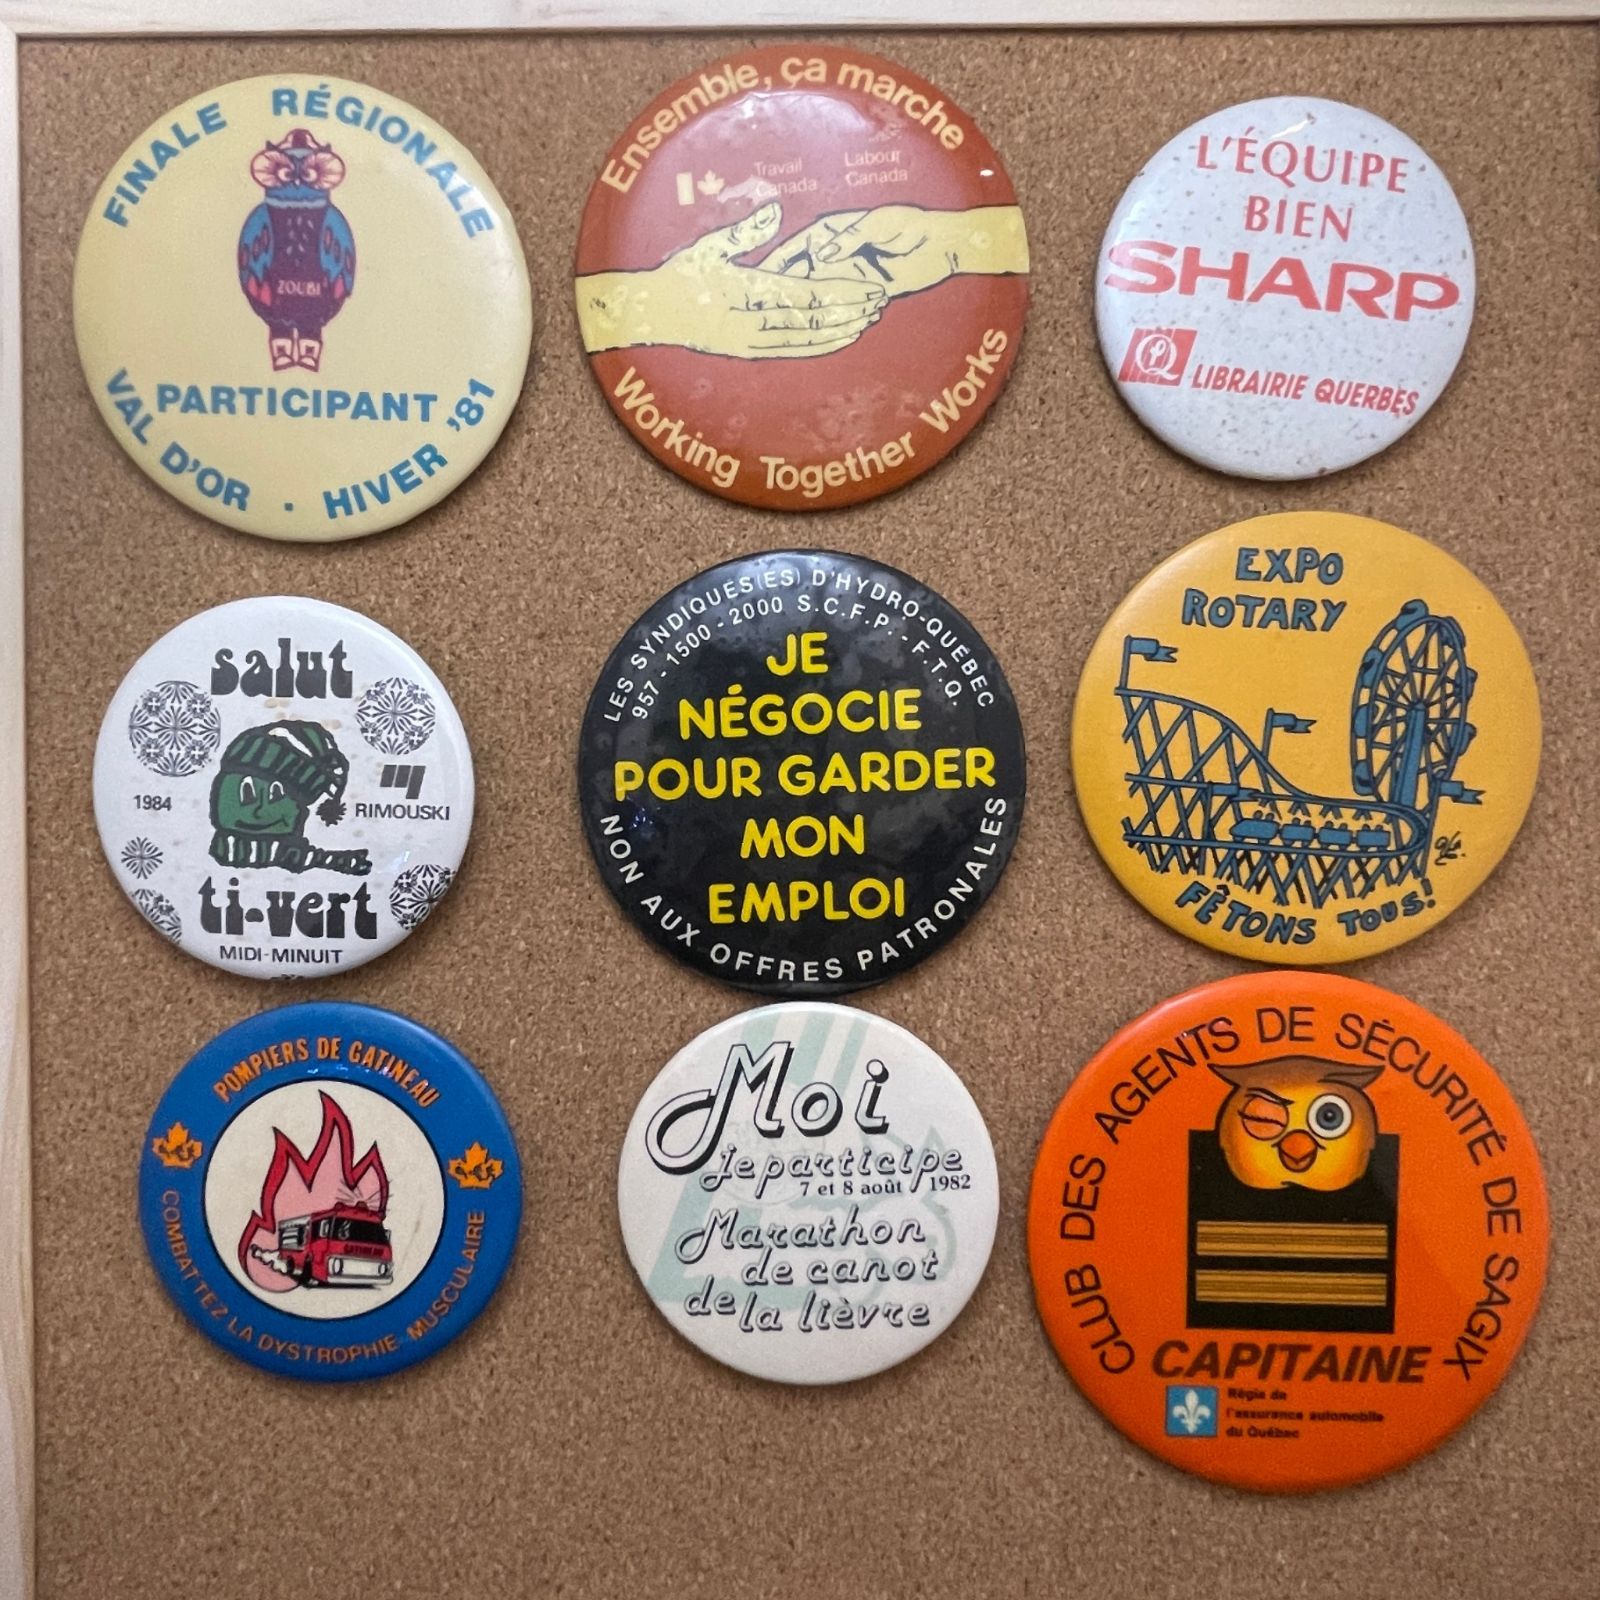 FINALE RÉGIONALE
ZOUBI
PARTICIPANT
VAL D'OR · HIVER '81
Ensemble, ça marche
Travail Canada
Labour Canada
Working Together Works
L'ÉQUIPE
BIEN
SHARP
LIBRAIRIE QUERBES
salut
1984
RIMOUSKI
ti-vert
MIDI-MINUIT
LES SYNDIQUÉS(ES) D'HYDRO-QUÉBEC
957 - 1500 - 2000 S.C.F.P. - F.T.Q.
JE
NÉGOCIE
POUR GARDER
MON
EMPLOI
NON AUX OFFRES PATRONALES
EXPO
ROTARY
FÊTONS TOUS!
POMPIERS DE GATINEAU
GATINEAU
COMBATTEZ LA DYSTROPHIE MUSCULAIRE
Moi
je participe
7 et 8 août 1982
Marathon
de canot
de la lièvre
CLUB DES AGENTS DE SÉCURITÉ DE SAGIX
CAPITAINE
Régie de
l'assurance automobile
du Québec